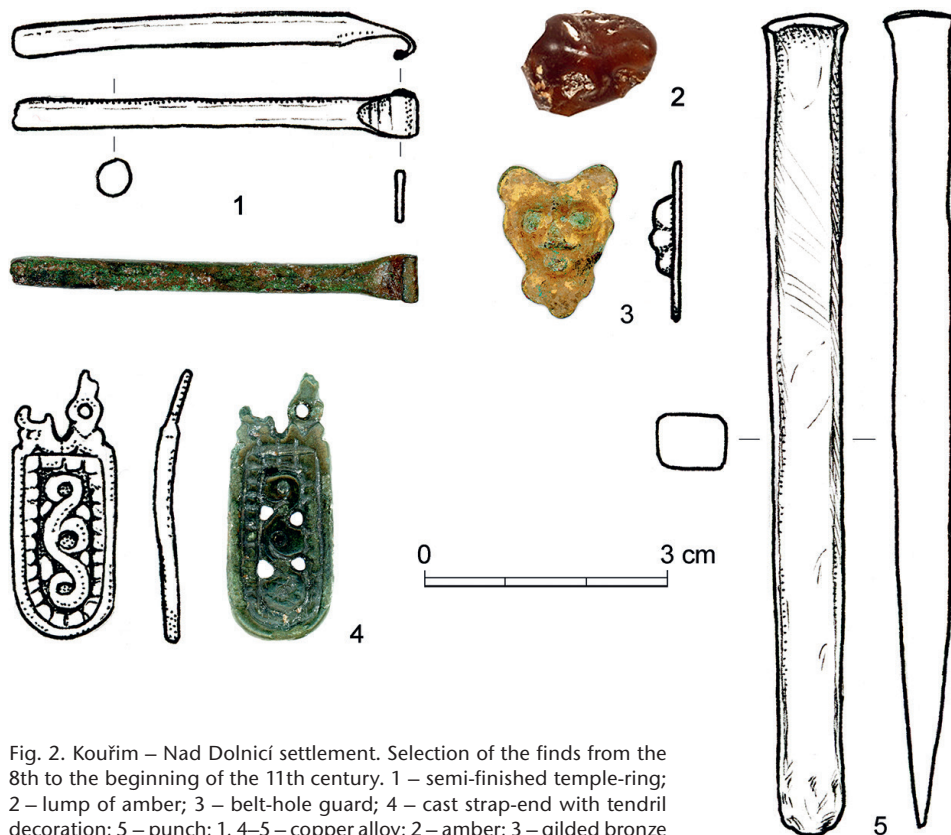 2
1
3
0 3 cm
4
5
Fig. 2. Kouřim – Nad Dolnicí settlement. Selection of the finds from the
8th to the beginning of the 11th century. 1 – semi-finished temple-ring;
2 – lump of amber; 3 – belt-hole guard; 4 – cast strap-end with tendril
decoration; 5 – punch; 1, 4–5 – copper alloy; 2 – amber; 3 – gilded bronze